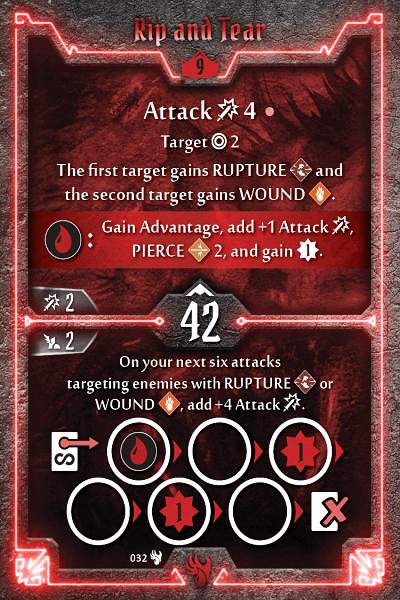 Rip and Tear
9
Attack 4
Target 2
The first target gains RUPTURE and
the second target gains WOUND .
: Gain Advantage, add +1 Attack ,
PIERCE 2, and gain 1.
2
42
2
On your next six attacks
targeting enemies with RUPTURE or
WOUND , add +4 Attack .
S
1
1
X
032